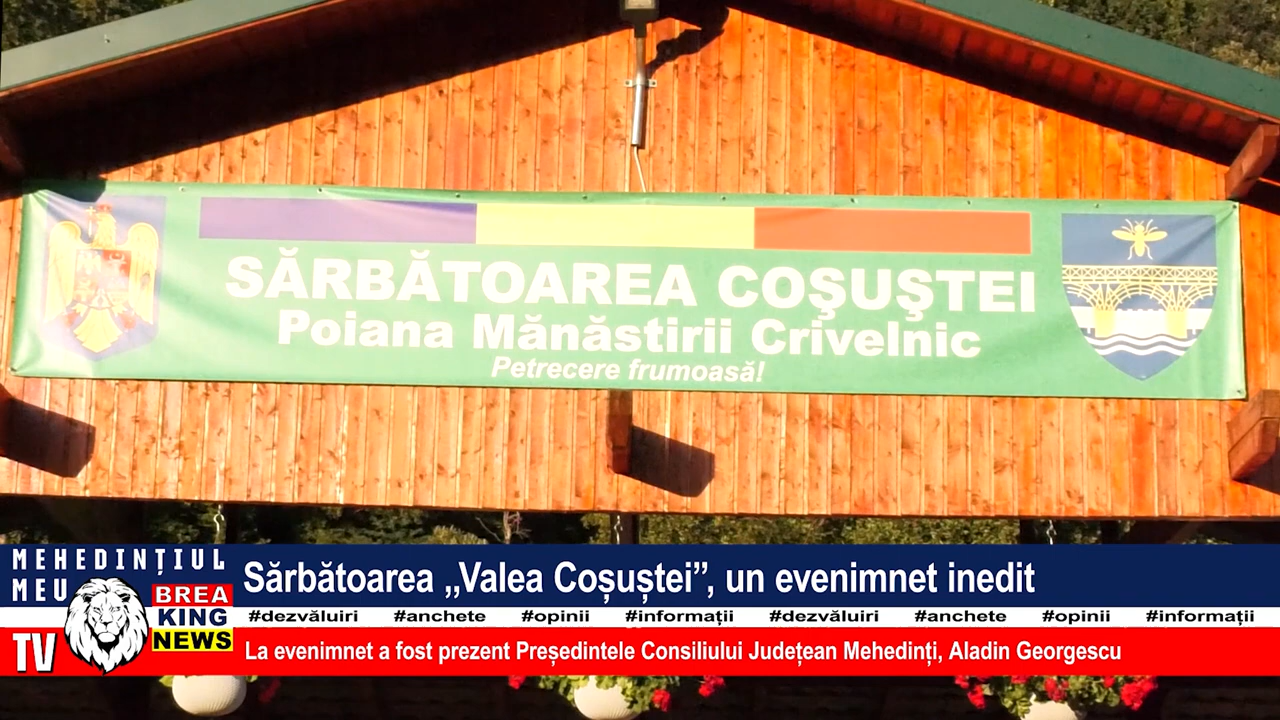 SĂRBĂTOAREA COŞUŞTEI
Poiana Mănăstirii Crivelnic
Petrecere frumoasă!
MEHEDINȚIUL
MEU
TV
BREA
KING
NEWS
Sărbătoarea ,,Valea Coșuștei”, un evenimnet inedit
#dezvăluiri #anchete #opinii #informații #dezvăluiri #anchete #opinii #informații
La evenimnet a fost prezent Președintele Consiliului Județean Mehedinți, Aladin Georgescu